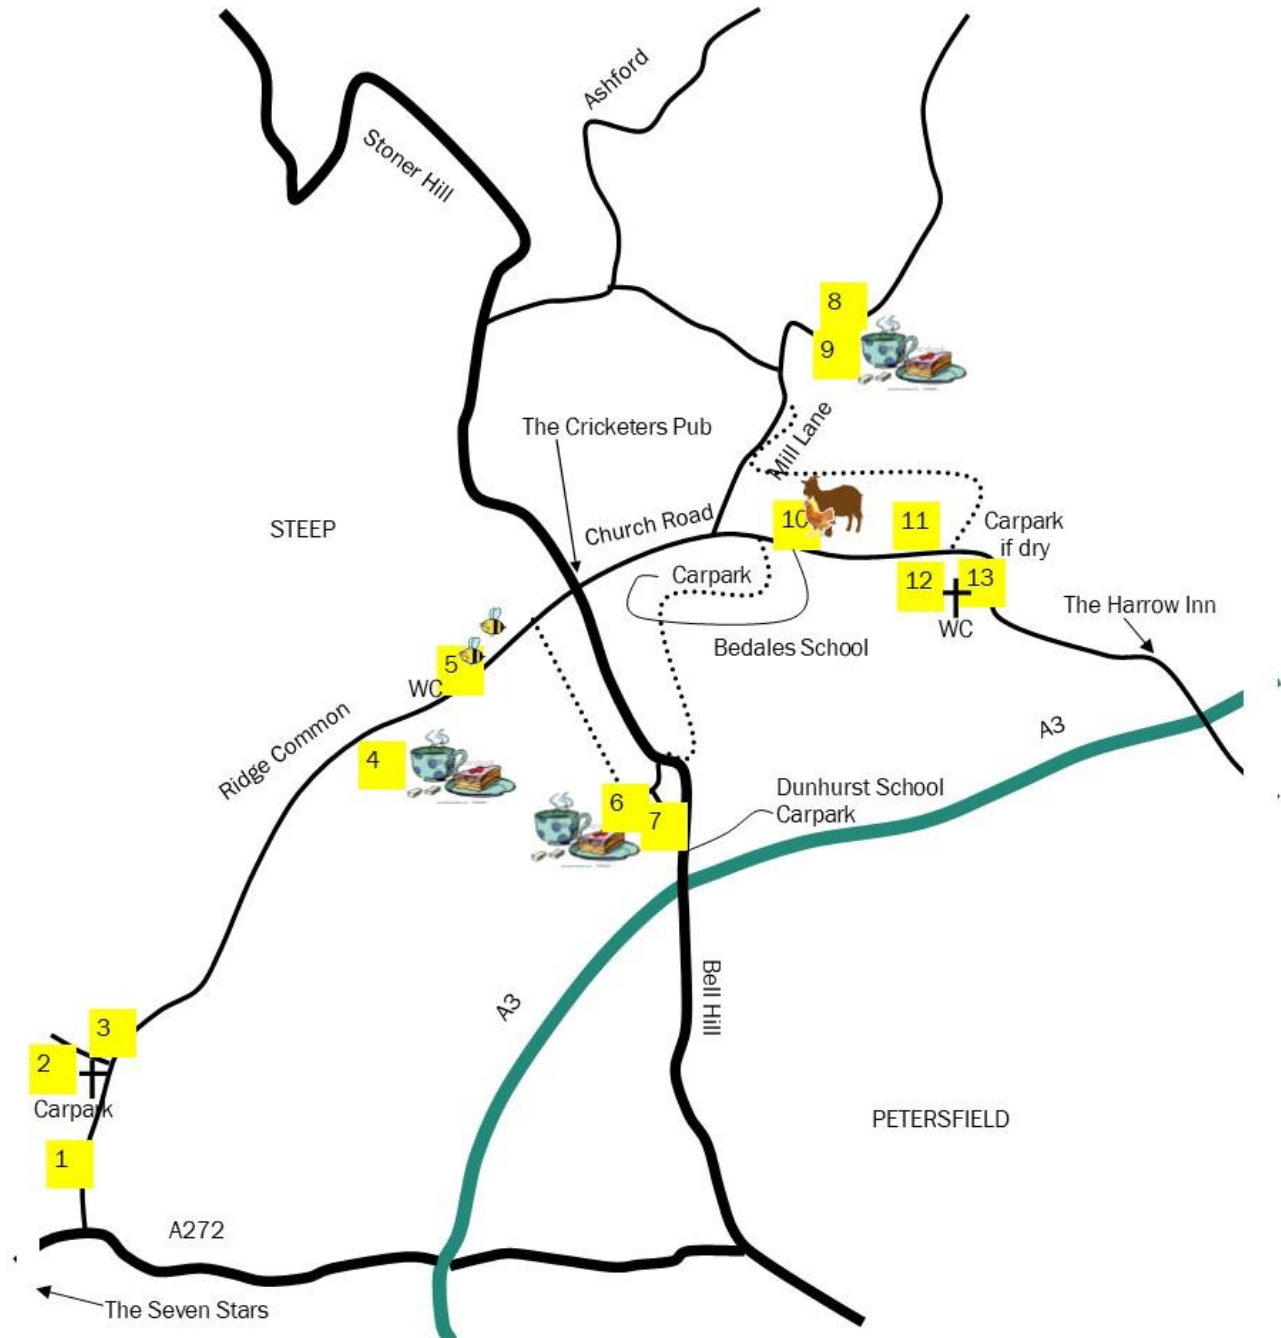 Ashford
Stoner Hill
8
9
The Cricketers Pub
Mill Lane
STEEP
Church Road
10
11
Carpark
if dry
Carpark
12
13
The Harrow Inn
WC
Bedales School
5
WC
Ridge Common
A3
4
6
7
Dunhurst School
Carpark
A3
Bell Hill
3
2
Carpark
PETERSFIELD
1
A272
The Seven Stars